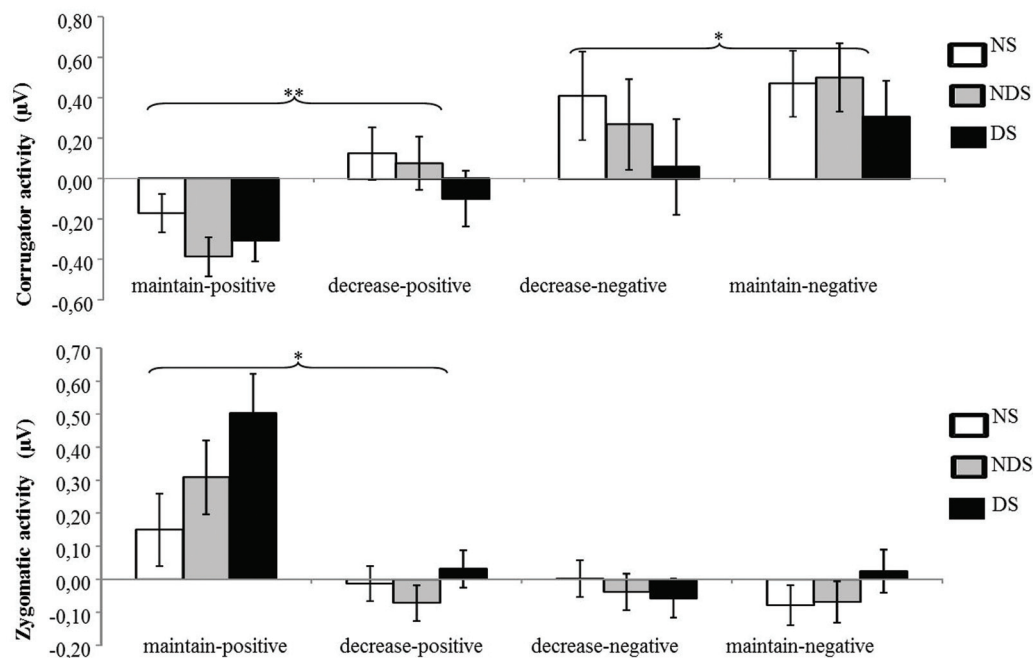 Corrugator activity (µV)
0,80
0,60
0,40
0,20
0,00
-0,20
-0,40
-0,60
**
*
maintain-positive
decrease-positive
decrease-negative
maintain-negative
NS
NDS
DS
Zygomatic activity (µV)
0,70
0,60
0,50
0,40
0,30
0,20
0,10
0,00
-0,10
-0,20
*
maintain-positive
decrease-positive
decrease-negative
maintain-negative
NS
NDS
DS